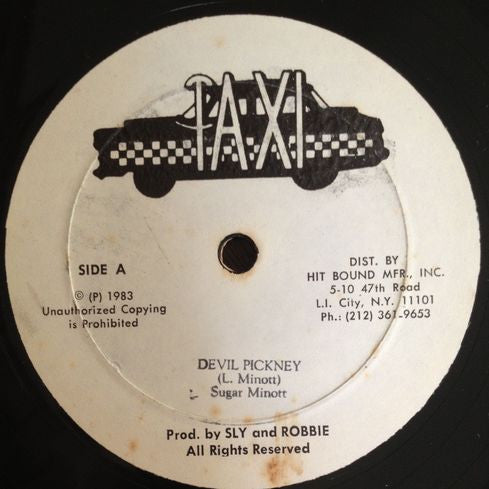 TAXI
SIDE A
© (P) 1983
Unauthorized Copying
is Prohibited
DIST. BY
HIT BOUND MFR., INC.
5-10 47th Road
L.I. City, N.Y. 11101
Ph.: (212) 361-9653
DEVIL PICKNEY
(L. Minott)
Sugar Minott
Prod. by SLY and ROBBIE
All Rights Reserved